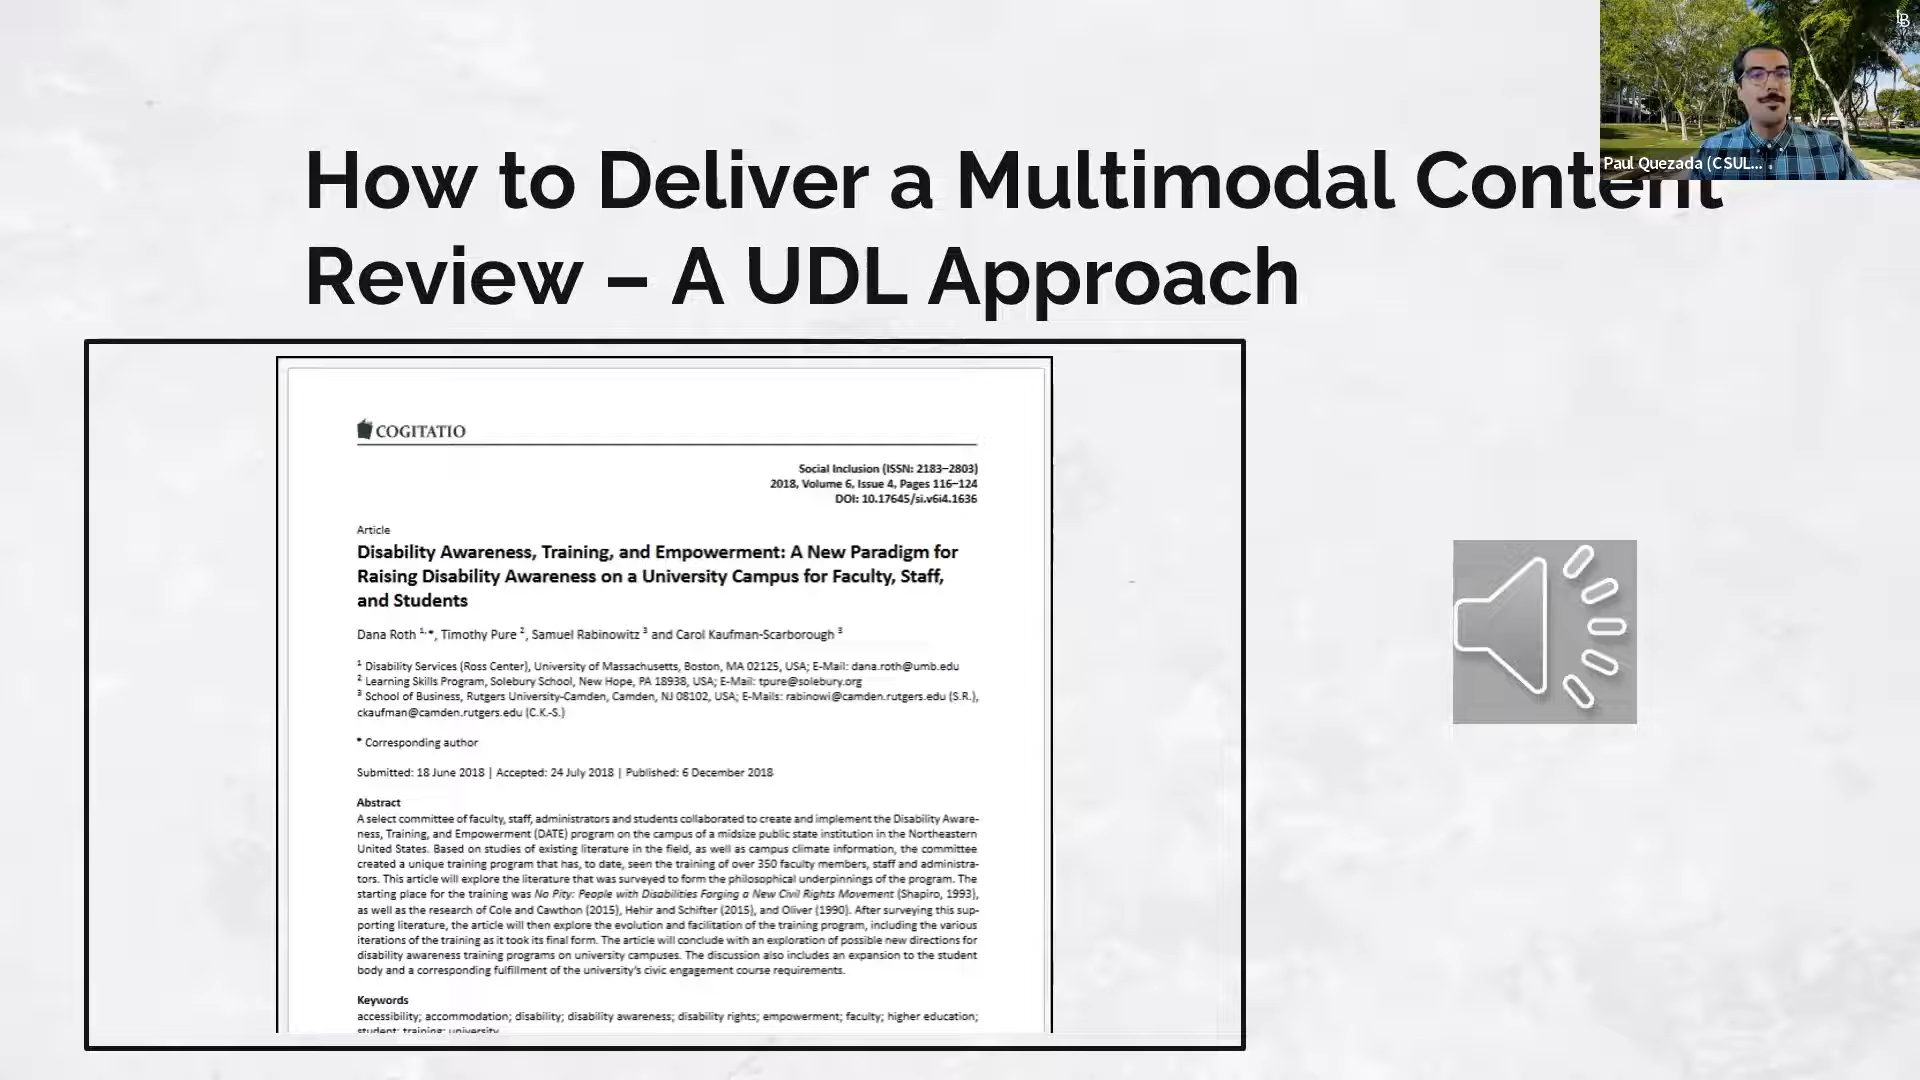 LB
Paul Quezada (CSUL...
How to Deliver a Multimodal Content
Review – A UDL Approach
COGITATIO
Social Inclusion (ISSN: 2183–2803)
2018, Volume 6, Issue 4, Pages 116–124
DOI: 10.17645/si.v6i4.1636
Article
Disability Awareness, Training, and Empowerment: A New Paradigm for
Raising Disability Awareness on a University Campus for Faculty, Staff,
and Students
Dana Roth 1,*, Timothy Pure 2, Samuel Rabinowitz 3 and Carol Kaufman-Scarborough 3
1 Disability Services (Ross Center), University of Massachusetts, Boston, MA 02125, USA; E-Mail: dana.roth@umb.edu
2 Learning Skills Program, Solebury School, New Hope, PA 18938, USA; E-Mail: tpure@solebury.org
3 School of Business, Rutgers University-Camden, Camden, NJ 08102, USA; E-Mails: rabinowi@camden.rutgers.edu (S.R.),
ckaufman@camden.rutgers.edu (C.K.-S.)
* Corresponding author
Submitted: 18 June 2018 | Accepted: 24 July 2018 | Published: 6 December 2018
Abstract
A select committee of faculty, staff, administrators and students collaborated to create and implement the Disability Aware-
ness, Training, and Empowerment (DATE) program on the campus of a midsize public state institution in the Northeastern
United States. Based on studies of existing literature in the field, as well as campus climate information, the committee
created a unique training program that has, to date, seen the training of over 350 faculty members, staff and administra-
tors. This article will explore the literature that was surveyed to form the philosophical underpinnings of the program. The
starting place for the training was No Pity: People with Disabilities Forging a New Civil Rights Movement (Shapiro, 1993),
as well as the research of Cole and Cawthon (2015), Hehir and Schifter (2015), and Oliver (1990). After surveying this sup-
porting literature, the article will then explore the evolution and facilitation of the training program, including the various
iterations of the training as it took its final form. The article will conclude with an exploration of possible new directions for
disability awareness training programs on university campuses. The discussion also includes an expansion to the student
body and a corresponding fulfillment of the university's civic engagement course requirements.
Keywords
accessibility; accommodation; disability; disability awareness; disability rights; empowerment; faculty; higher education;
student; training; university